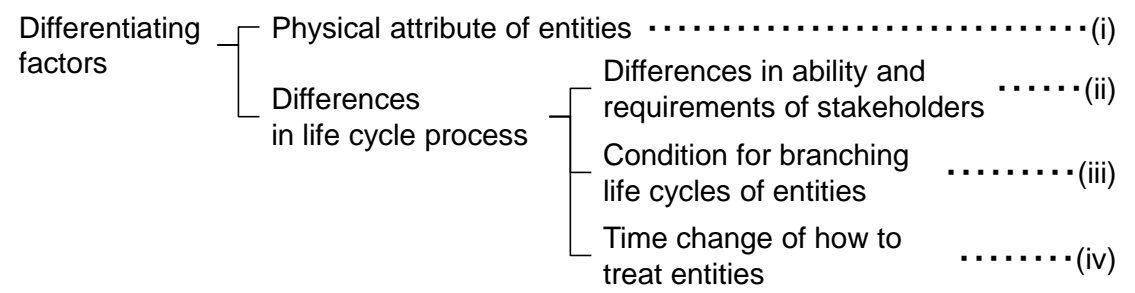 Differentiating
factors
Physical attribute of entities ······························(i)
Differences
in life cycle process
Differences in ability and
requirements of stakeholders ······(ii)
Condition for branching
life cycles of entities ·········(iii)
Time change of how to
treat entities ········(iv)